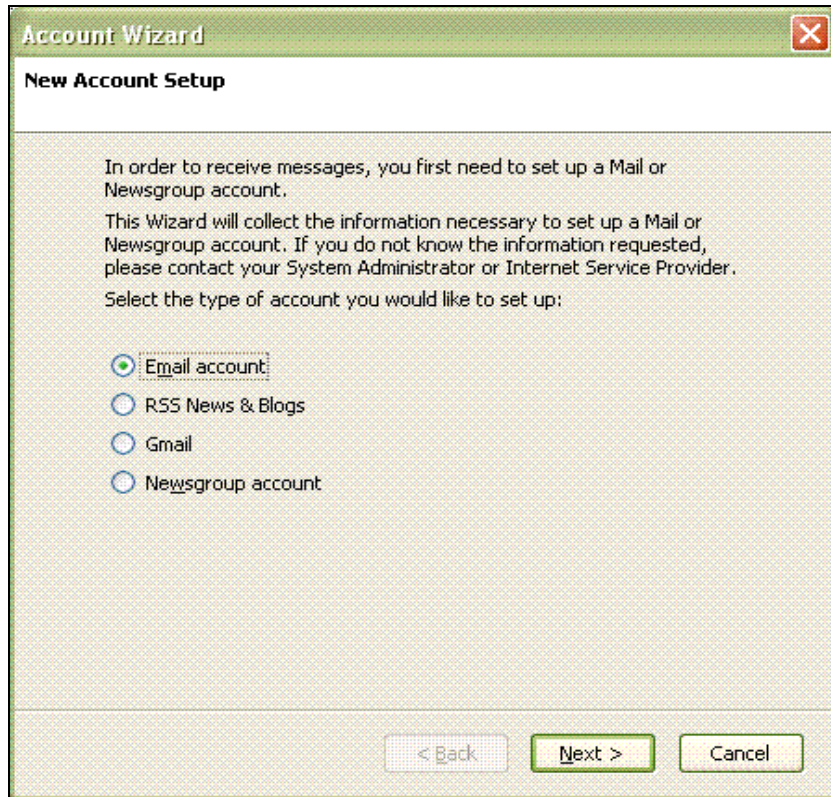 Account Wizard
New Account Setup
In order to receive messages, you first need to set up a Mail or
Newsgroup account.
This Wizard will collect the information necessary to set up a Mail or
Newsgroup account. If you do not know the information requested,
please contact your System Administrator or Internet Service Provider.
Select the type of account you would like to set up:
Email account
RSS News & Blogs
Gmail
Newsgroup account
< Back Next > Cancel